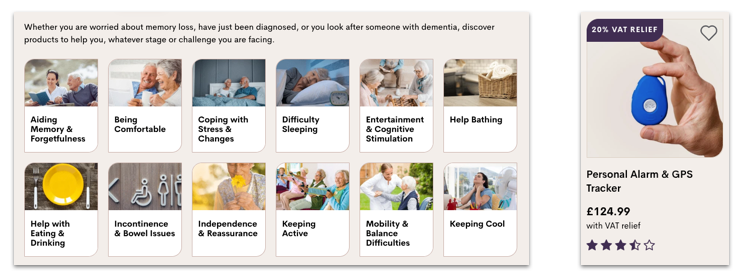 Whether you are worried about memory loss, have just been diagnosed, or you look after someone with dementia, discover
products to help you, whatever stage or challenge you are facing.
Aiding
Memory &
Forgetfulness
Being
Comfortable
Coping with
Stress &
Changes
Difficulty
Sleeping
Entertainment
& Cognitive
Stimulation
Help Bathing
Help with
Eating &
Drinking
Incontinence
& Bowel Issues
Independence
& Reassurance
Keeping
Active
Mobility &
Balance
Difficulties
Keeping Cool
20% VAT RELIEF
Personal Alarm & GPS
Tracker
£124.99
with VAT relief